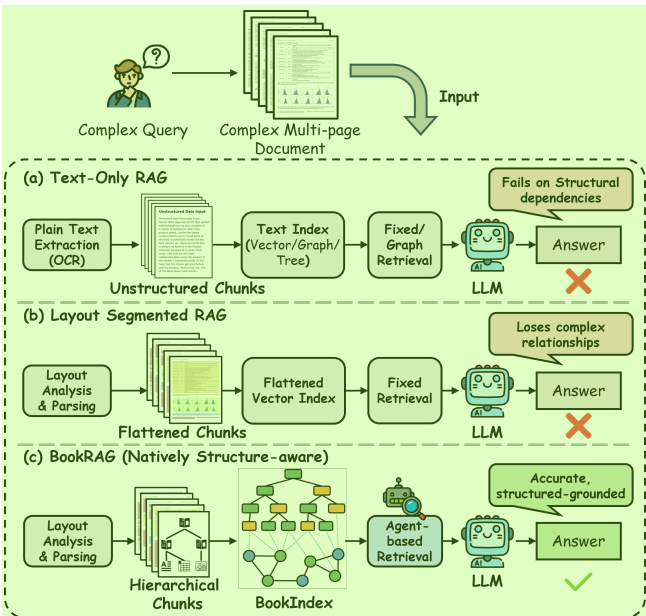 ?
Complex Query
Complex Multi-page
Document
Input
(a) Text-Only RAG
Fails on Structural
dependencies
Plain Text
Extraction
(OCR)
Unstructured Data Input
Unstructured Chunks
Text Index
(Vector/Graph/
Tree)
Fixed/
Graph
Retrieval
AI
LLM
Answer
(b) Layout Segmented RAG
Loses complex
relationships
Layout
Analysis
& Parsing
Flattened Chunks
Flattened
Vector Index
Fixed
Retrieval
AI
LLM
Answer
(c) BookRAG (Natively Structure-aware)
Accurate,
structured-grounded
Layout
Analysis
& Parsing
Hierarchical
Chunks
BookIndex
Agent-
based
Retrieval
AI
LLM
Answer